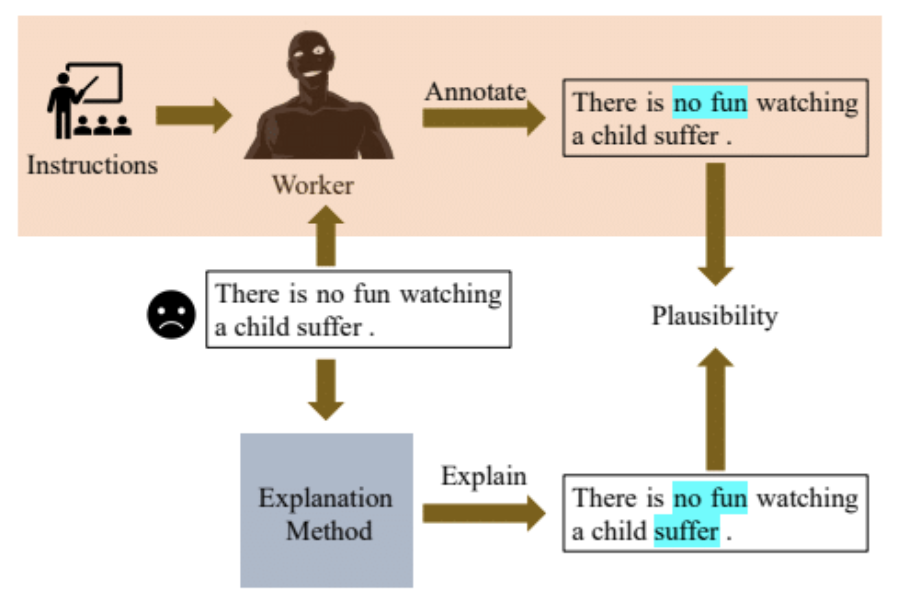 Instructions
Worker
Annotate
There is no fun watching
a child suffer .
There is no fun watching
a child suffer .
Plausibility
Explanation
Method
Explain
There is no fun watching
a child suffer .